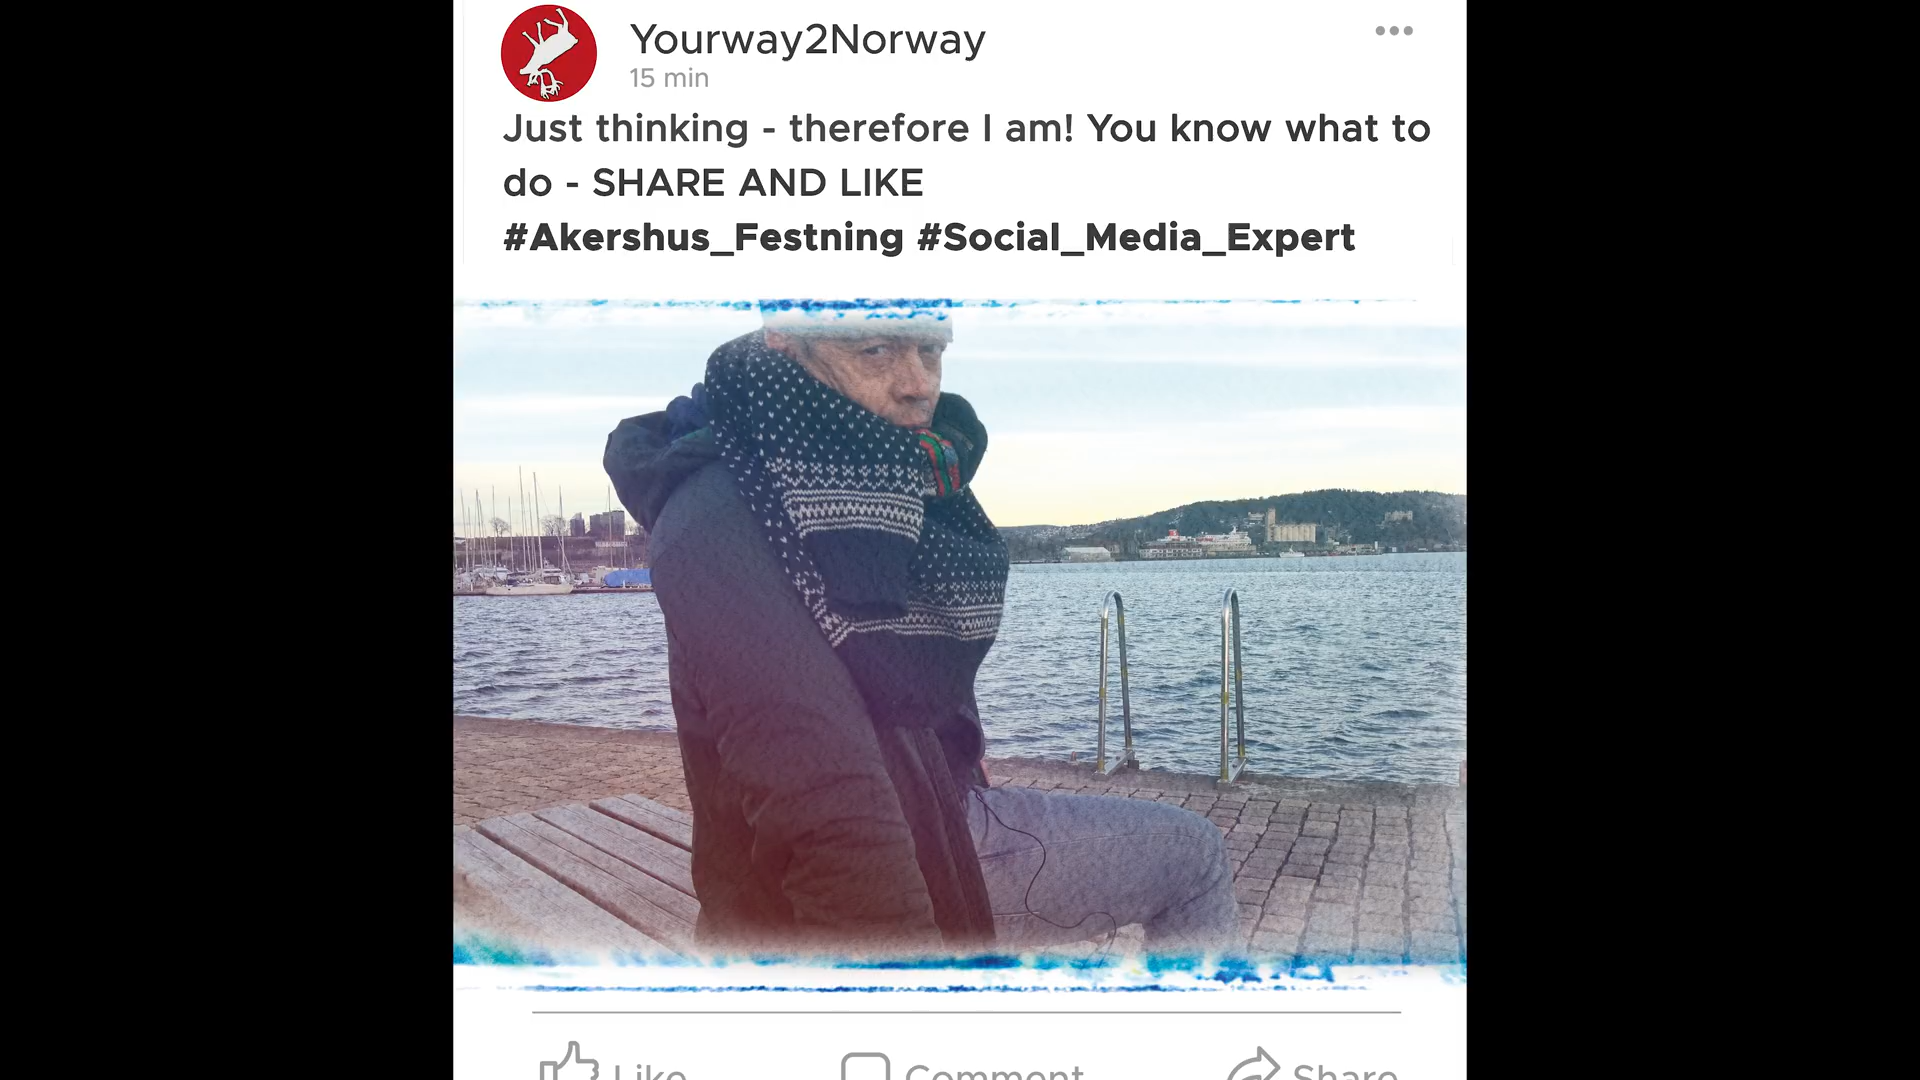 Yourway2Norway
15 min
Just thinking - therefore I am! You know what to
do - SHARE AND LIKE
#Akershus_Festning #Social_Media_Expert
Like
Comment
Share